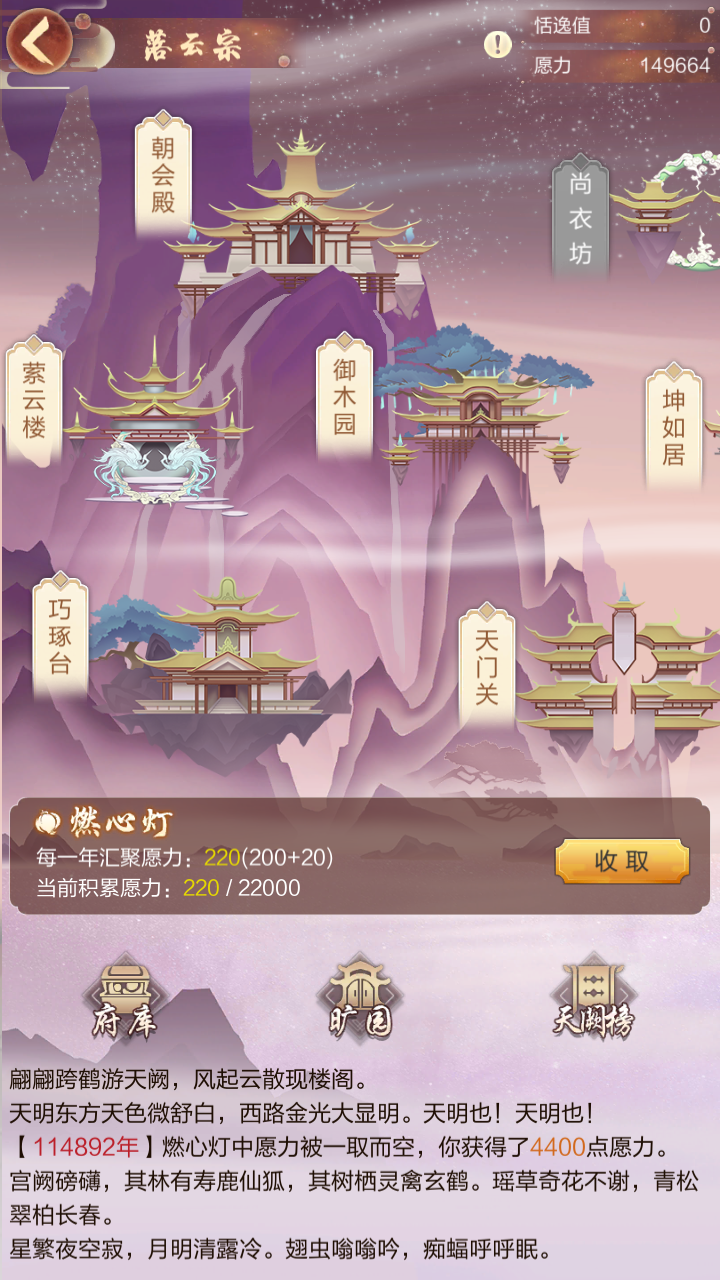 落云宗
恬逸值 0
愿力 149664
朝会殿
尚衣坊
萦云楼
御木园
坤如居
巧琢台
天门关
燃心灯
每一年汇聚愿力：220(200+20)
当前积累愿力：220 / 22000
收取
府库
旷园
天阙榜
翩翩跨鹤游天阙，风起云散现楼阁。
天明东方天色微舒白，西路金光大显明。天明也！天明也！
【114892年】燃心灯中愿力被一取而空，你获得了4400点愿力。
宫阙磅礴，其林有寿鹿仙狐，其树栖灵禽玄鹤。瑶草奇花不谢，青松
翠柏长春。
星繁夜空寂，月明清露冷。翅虫嗡嗡吟，痴蝠呼呼眠。